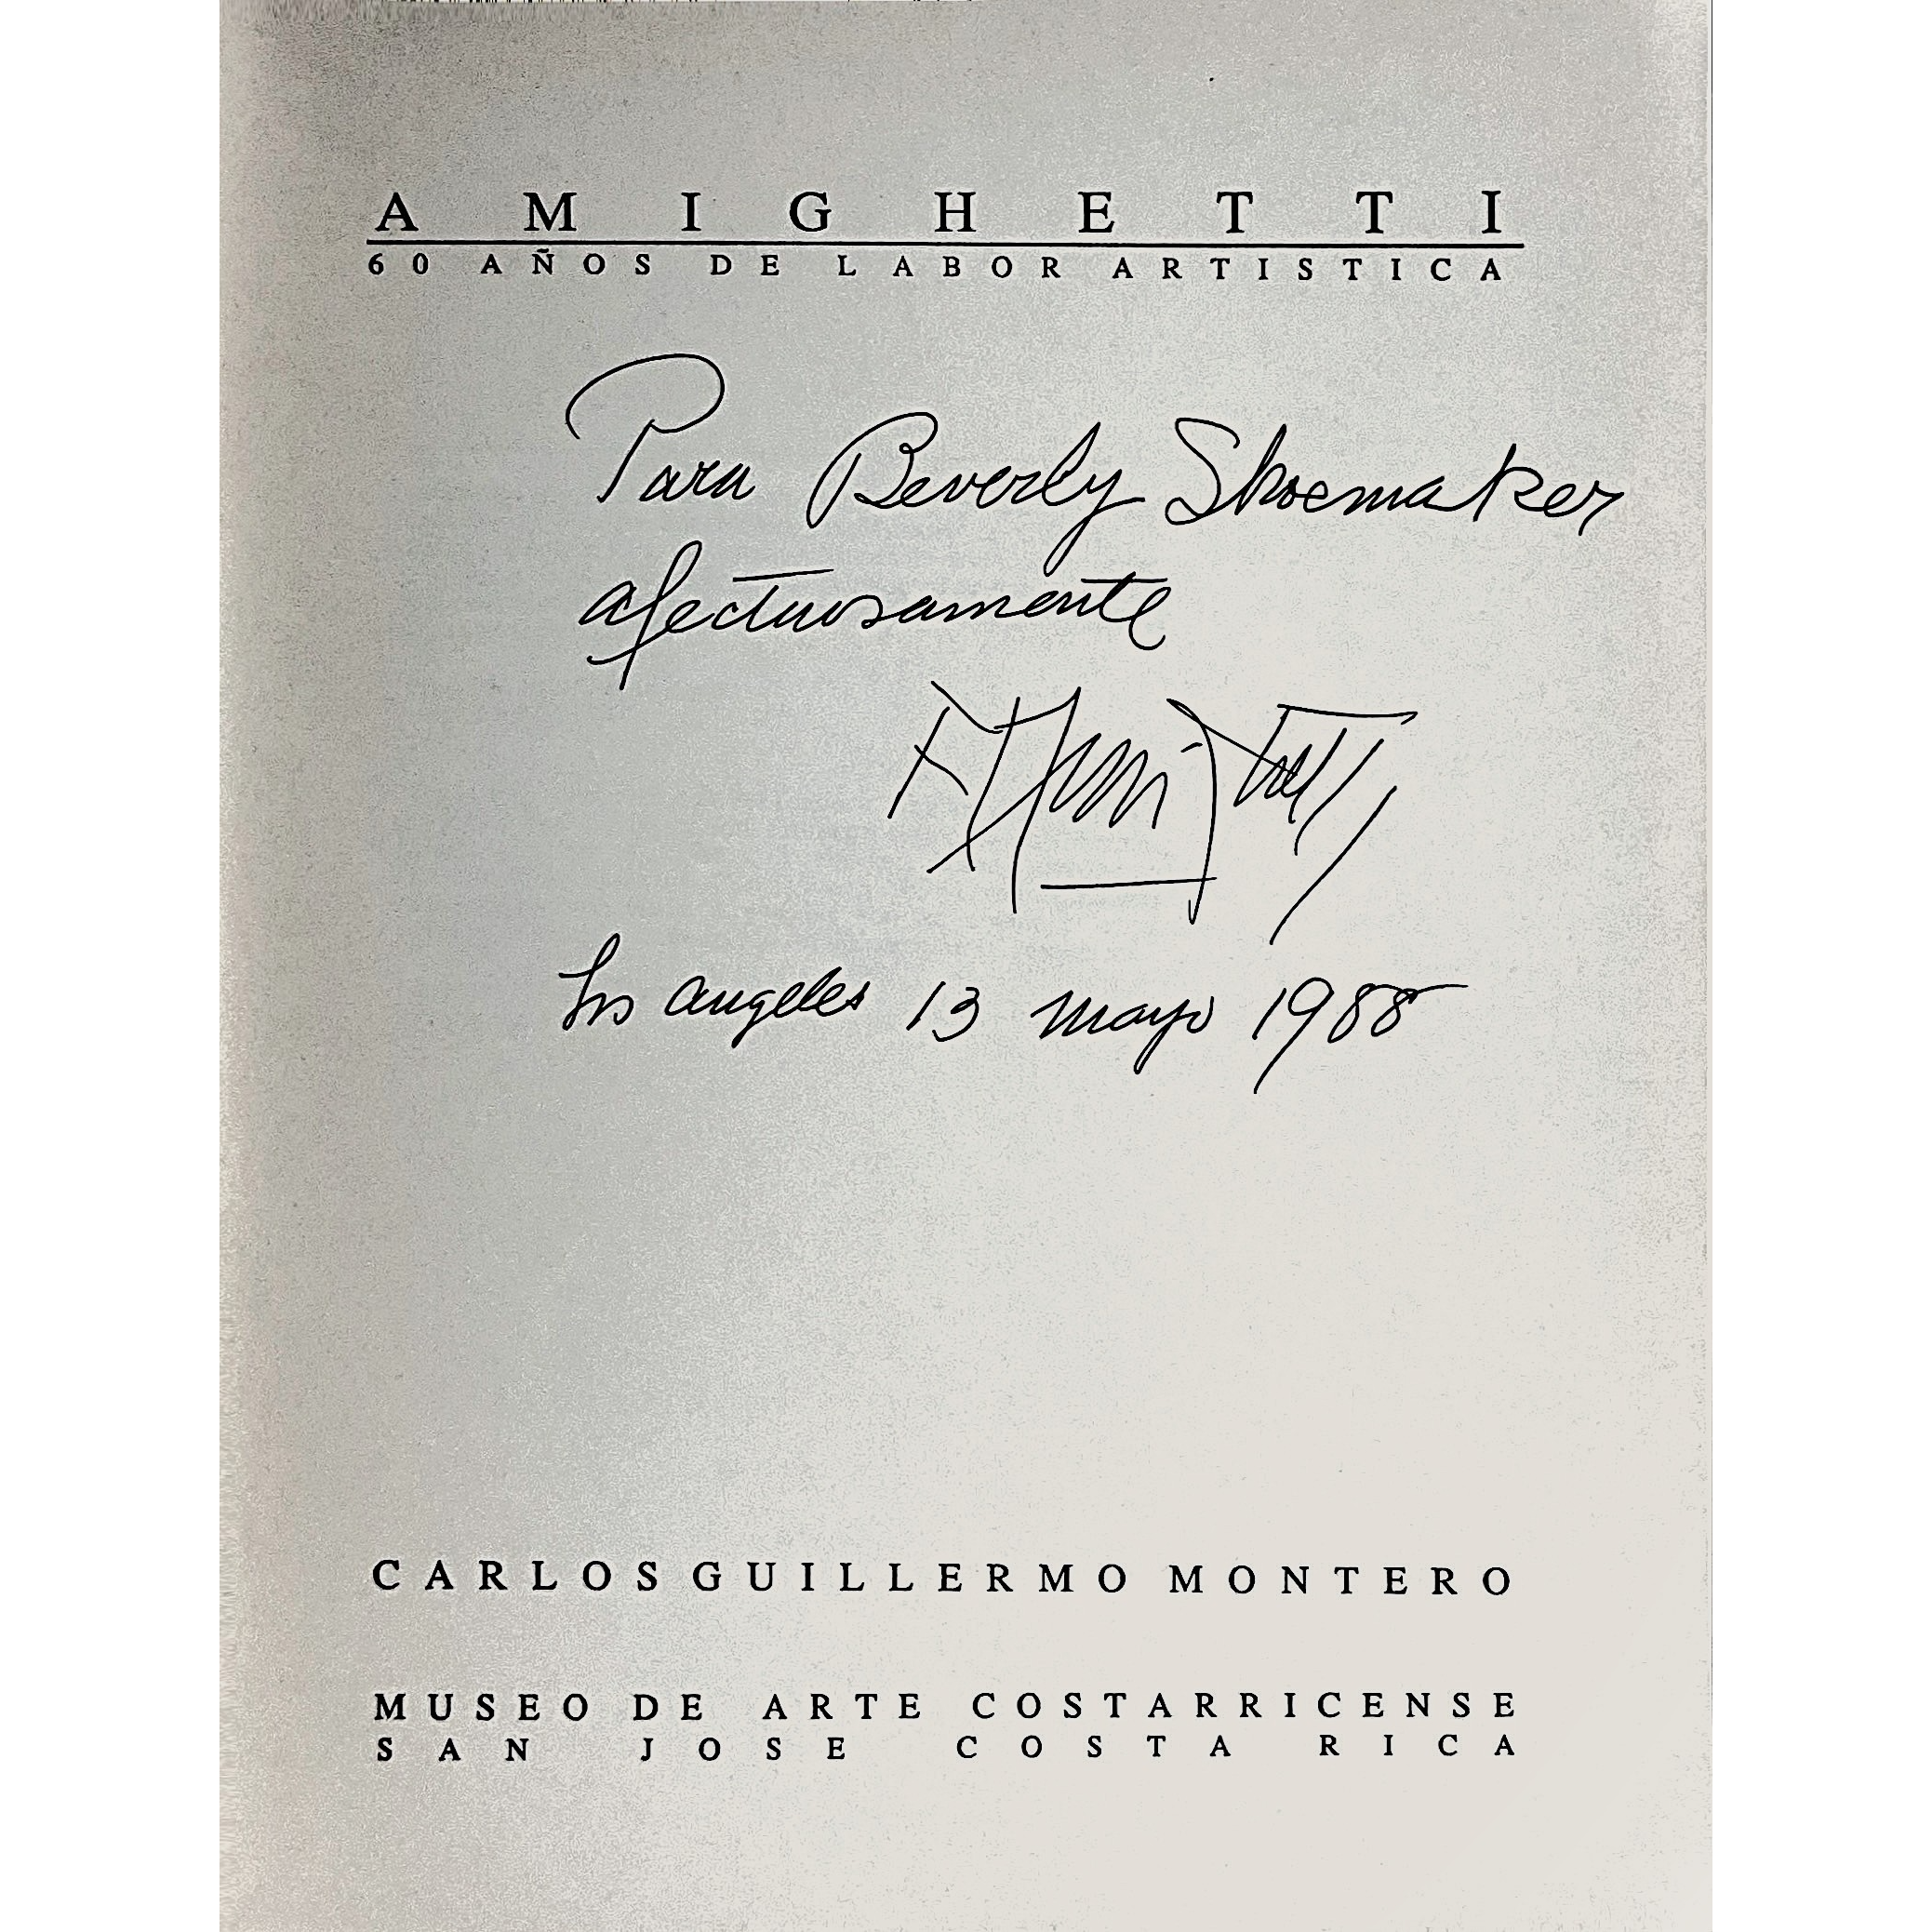 AMIGHETTI
60 AÑOS DE LABOR ARTISTICA
Para Beverly Shoemaker
afectuosamente
F Amighetti
Los angeles 13 mayo 1988
CARLOS GUILLERMO MONTERO
MUSEO DE ARTE COSTARRICENSE
SAN JOSE COSTA RICA